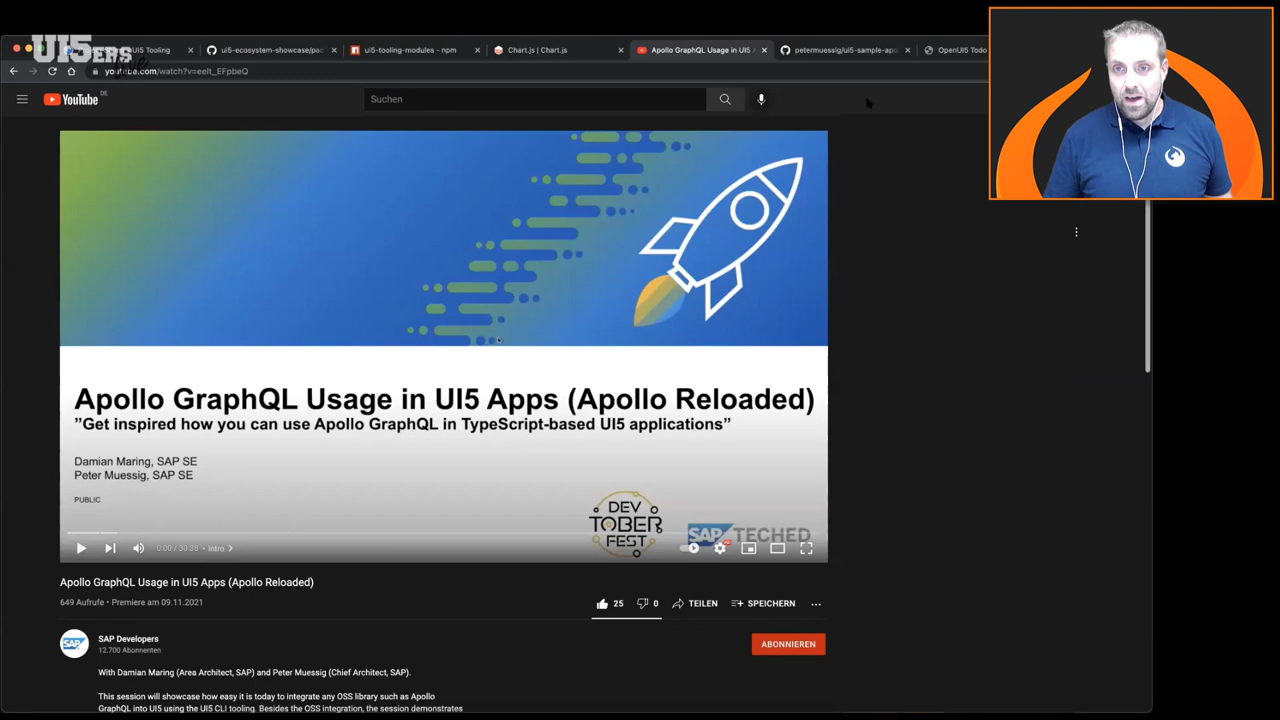 UI5ers
live
UI5 Tooling
ui5-ecosystem-showcase/pac
ui5-tooling-modules - npm
Chart.js | Chart.js
Apollo GraphQL Usage in UI5
petermuessig/ui5-sample-apo
OpenUI5 Todo
youtube.com/watch?v=eelt_EFpbeQ
YouTube DE
Suchen
Apollo GraphQL Usage in UI5 Apps (Apollo Reloaded)
"Get inspired how you can use Apollo GraphQL in TypeScript-based UI5 applications"
Damian Maring, SAP SE
Peter Muessig, SAP SE
PUBLIC
DEV
TOBER
FEST
SAP TECHED
0:00 / 30:38 • Intro
Apollo GraphQL Usage in UI5 Apps (Apollo Reloaded)
649 Aufrufe • Premiere am 09.11.2021
25
0
TEILEN
SPEICHERN
SAP
SAP Developers
12.700 Abonnenten
ABONNIEREN
With Damian Maring (Area Architect, SAP) and Peter Muessig (Chief Architect, SAP).
This session will showcase how easy it is today to integrate any OSS library such as Apollo
GraphQL into UI5 using the UI5 CLI tooling. Besides the OSS integration, the session demonstrates